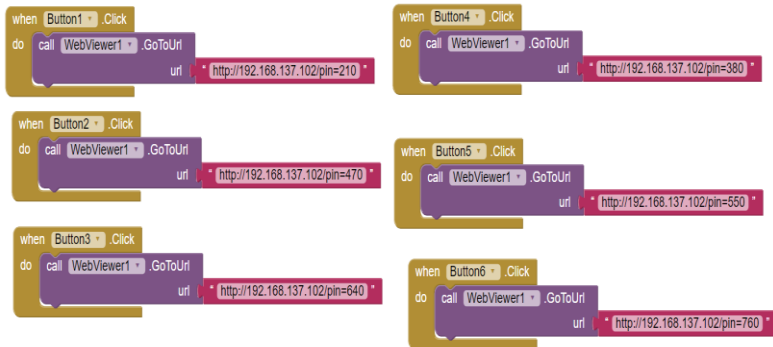 when Button1 .Click
do call WebViewer1 .GoToUrl
url " http://192.168.137.102/pin=210 "
when Button2 .Click
do call WebViewer1 .GoToUrl
url " http://192.168.137.102/pin=470 "
when Button3 .Click
do call WebViewer1 .GoToUrl
url " http://192.168.137.102/pin=640 "
when Button4 .Click
do call WebViewer1 .GoToUrl
url " http://192.168.137.102/pin=380 "
when Button5 .Click
do call WebViewer1 .GoToUrl
url " http://192.168.137.102/pin=550 "
when Button6 .Click
do call WebViewer1 .GoToUrl
url " http://192.168.137.102/pin=760 "